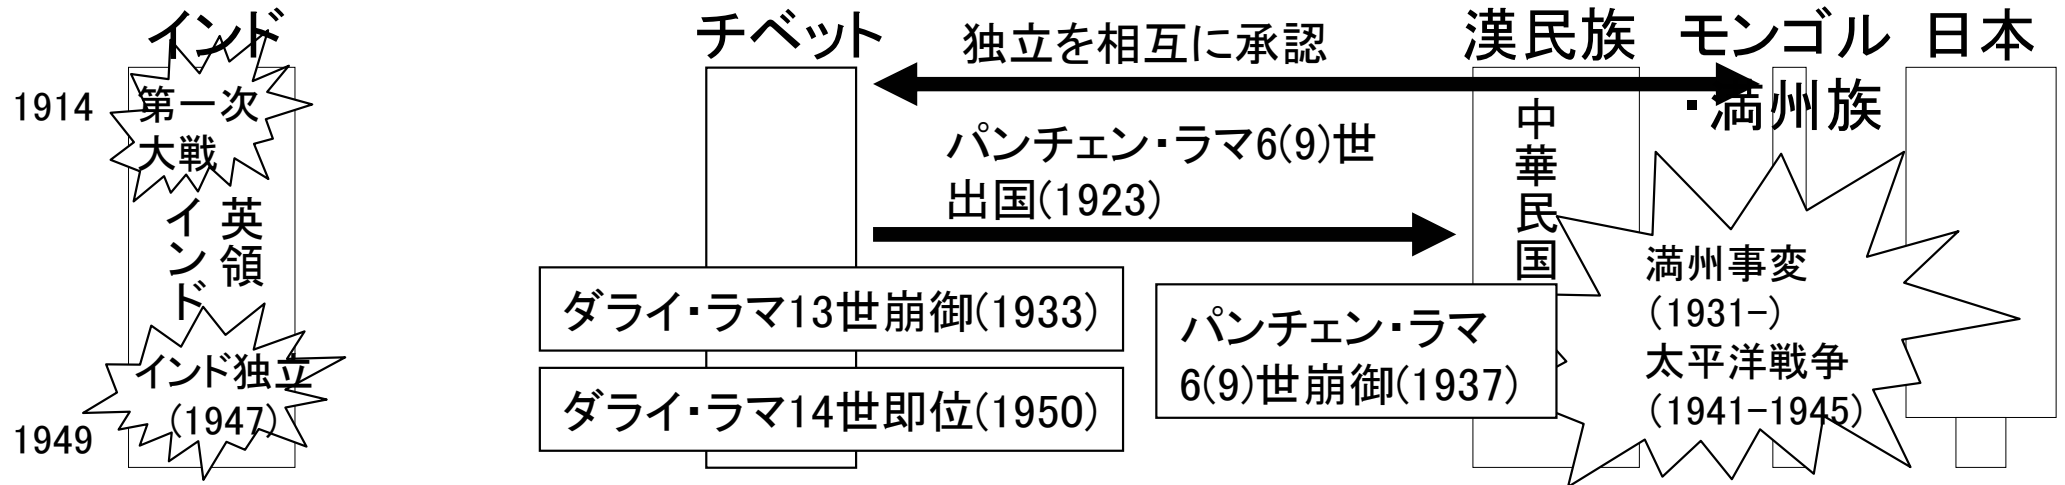 インド
チベット
独立を相互に承認
漢民族
モンゴル
・満州族
日本
1914
第一次
大戦
英領
インド
インド独立
(1947)
1949
パンチェン・ラマ6(9)世
出国(1923)
中華民国
ダライ・ラマ13世崩御(1933)
ダライ・ラマ14世即位(1950)
パンチェン・ラマ
6(9)世崩御(1937)
満州事変
(1931-)
太平洋戦争
(1941-1945)